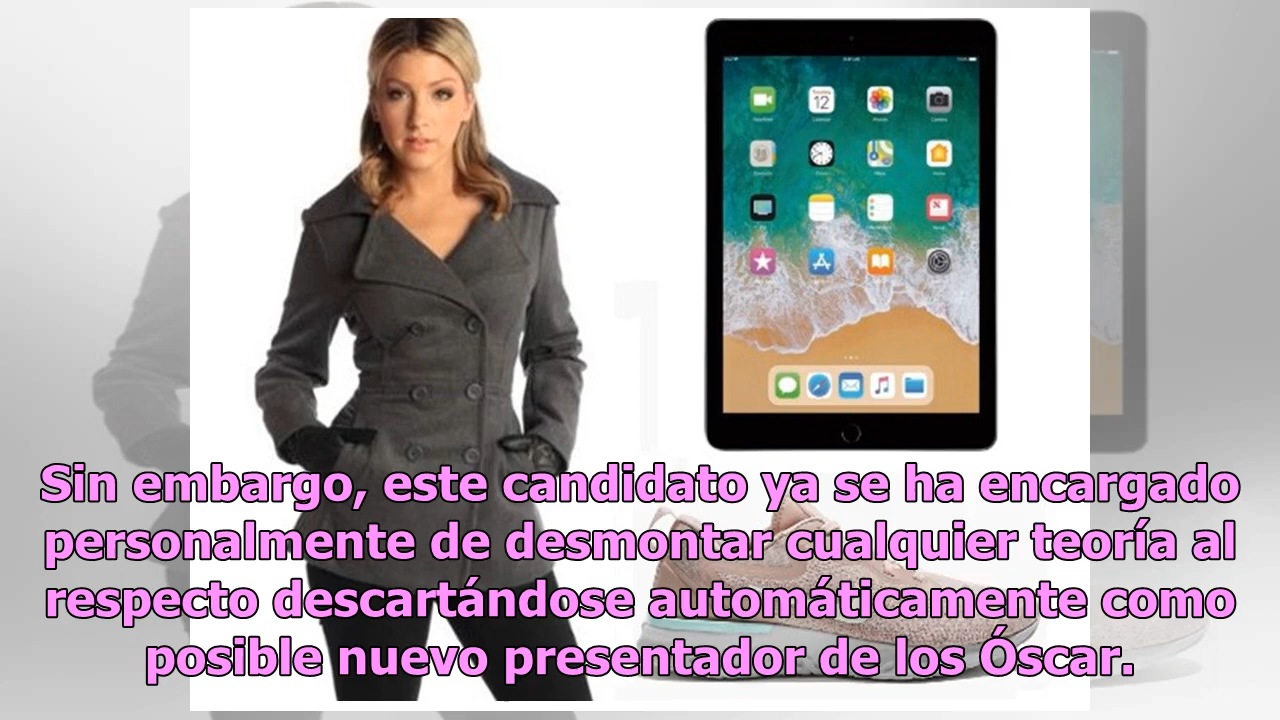 12
Sin embargo, este candidato ya se ha encargado
personalmente de desmontar cualquier teoría al
respecto descartándose automáticamente como
posible nuevo presentador de los Óscar.